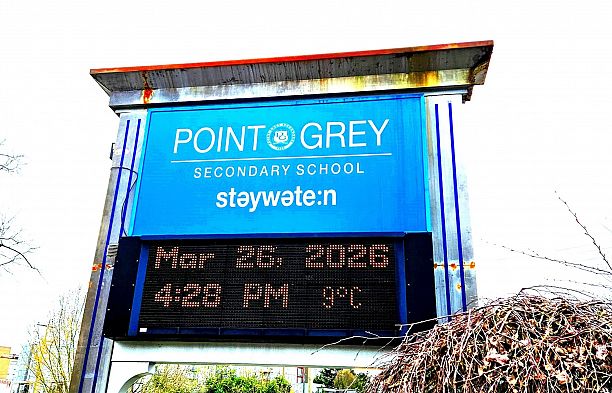 POINT GREY
SECONDARY SCHOOL
stəywəte:n
Mar 26, 2026
4:28 PM 9°C